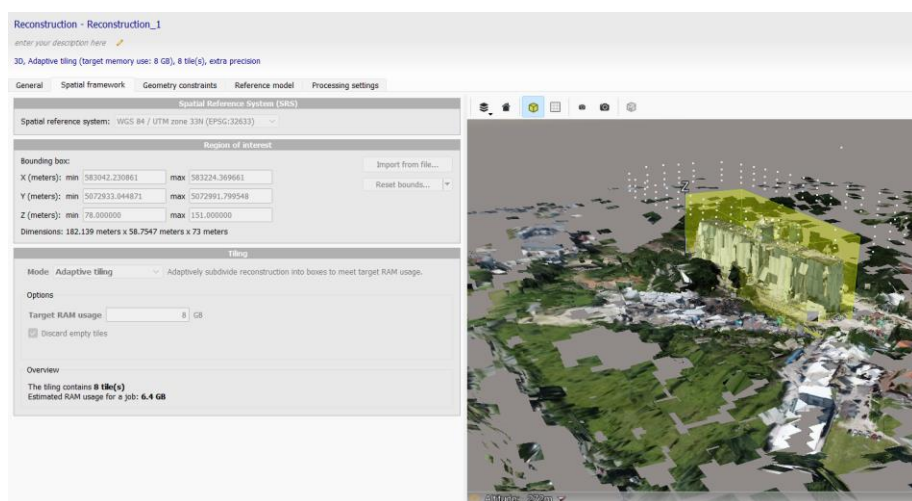 Reconstruction - Reconstruction_1
enter your description here
3D, Adaptive tiling (target memory use: 8 GB), 8 tile(s), extra precision
General Spatial framework Geometry constraints Reference model Processing settings
Spatial Reference System (SRS)
Spatial reference system: WGS 84 / UTM zone 33N (EPSG:32633)
Region of interest
Bounding box:
Import from file...
X (meters): min 583042.230861 max 583224.369661
Reset bounds...
Y (meters): min 5072933.044871 max 5072991.799548
Z (meters): min 78.000000 max 151.000000
Dimensions: 182.139 meters x 58.7547 meters x 73 meters
Tiling
Mode Adaptive tiling Adaptively subdivide reconstruction into boxes to meet target RAM usage.
Options
Target RAM usage 8 GB
Discard empty tiles
Overview
The tiling contains 8 tile(s)
Estimated RAM usage for a job: 6.4 GB
Z
Altitude: